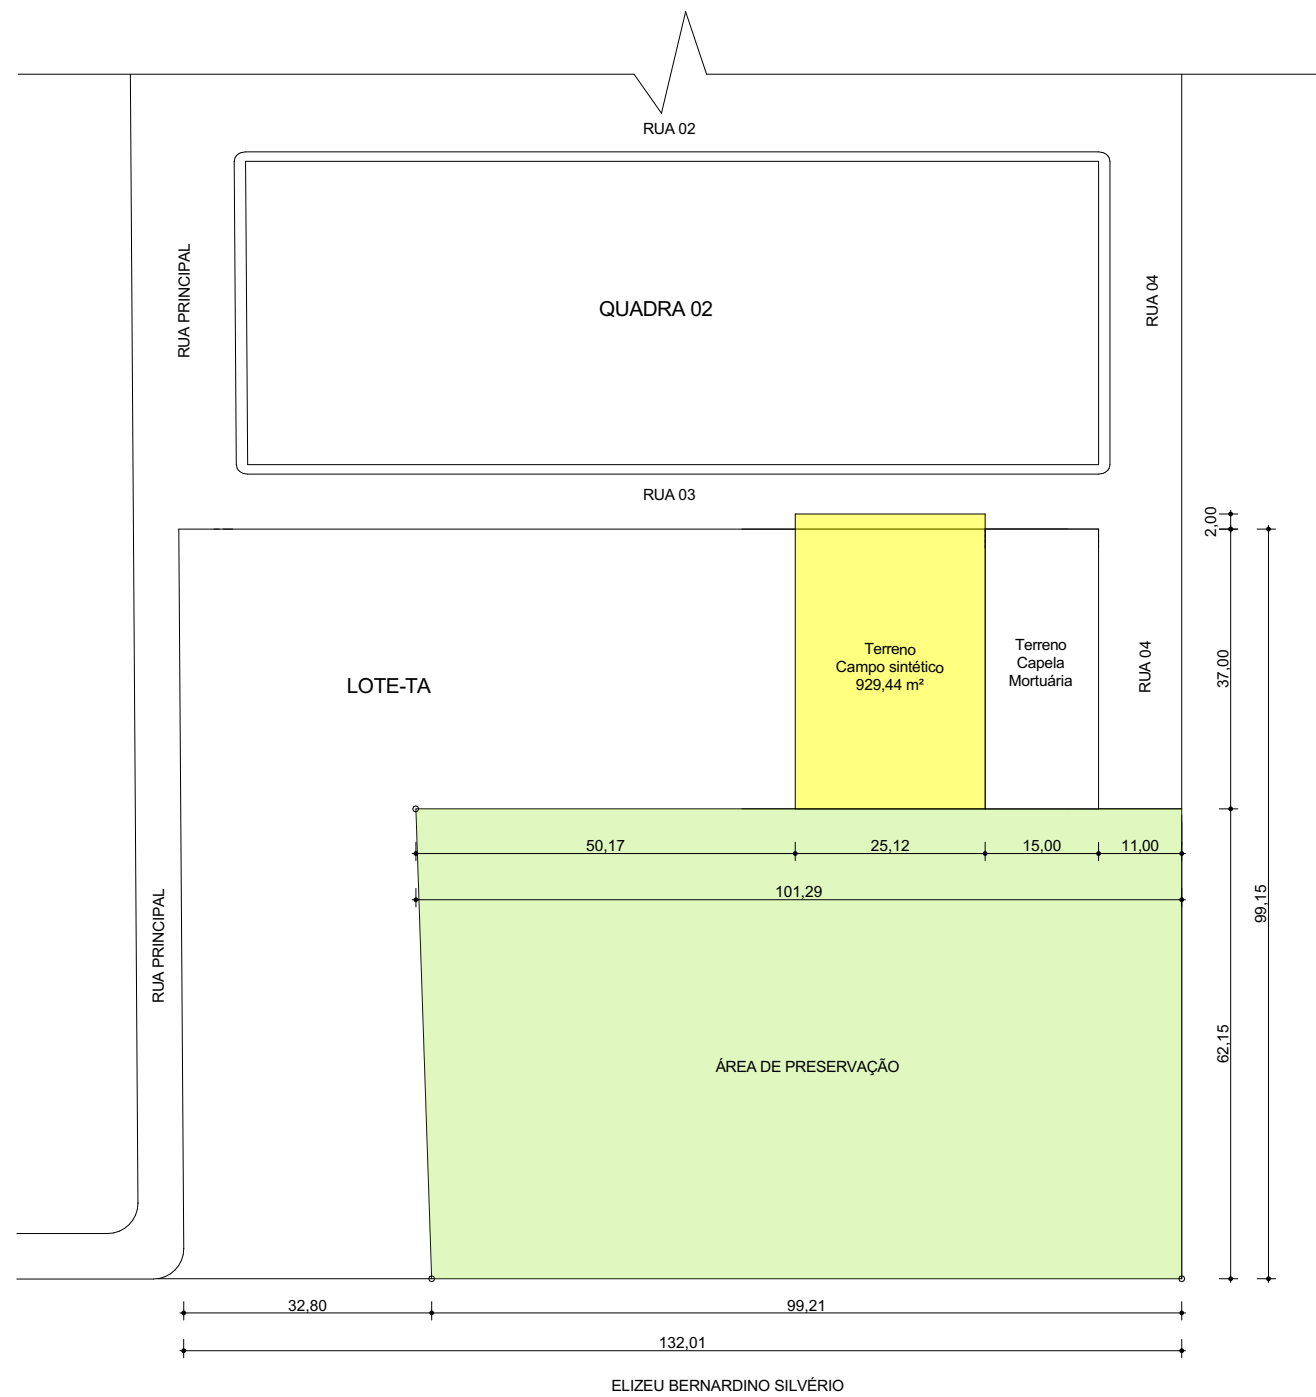 RUA 02
RUA PRINCIPAL
QUADRA 02
RUA 04
RUA 03
2,00
Terreno
Campo sintético
929,44 m²
Terreno
Capela
Mortuária
RUA 04
37,00
LOTE-TA
50,17
25,12
15,00
11,00
101,29
99,15
RUA PRINCIPAL
62,15
ÁREA DE PRESERVAÇÃO
32,80
99,21
132,01
ELIZEU BERNARDINO SILVÉRIO